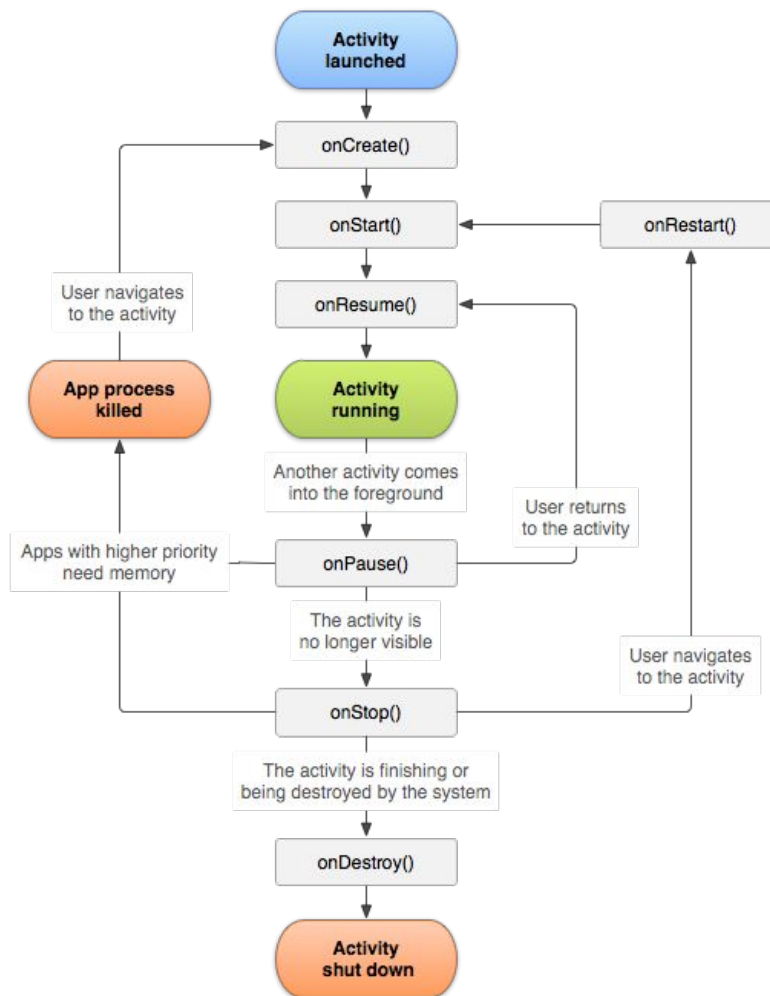 Activity
launched
onCreate()
onStart()
onRestart()
User navigates
to the activity
onResume()
App process
killed
Activity
running
Another activity comes
into the foreground
User returns
to the activity
Apps with higher priority
need memory
onPause()
The activity is
no longer visible
User navigates
to the activity
onStop()
The activity is finishing or
being destroyed by the system
onDestroy()
Activity
shut down